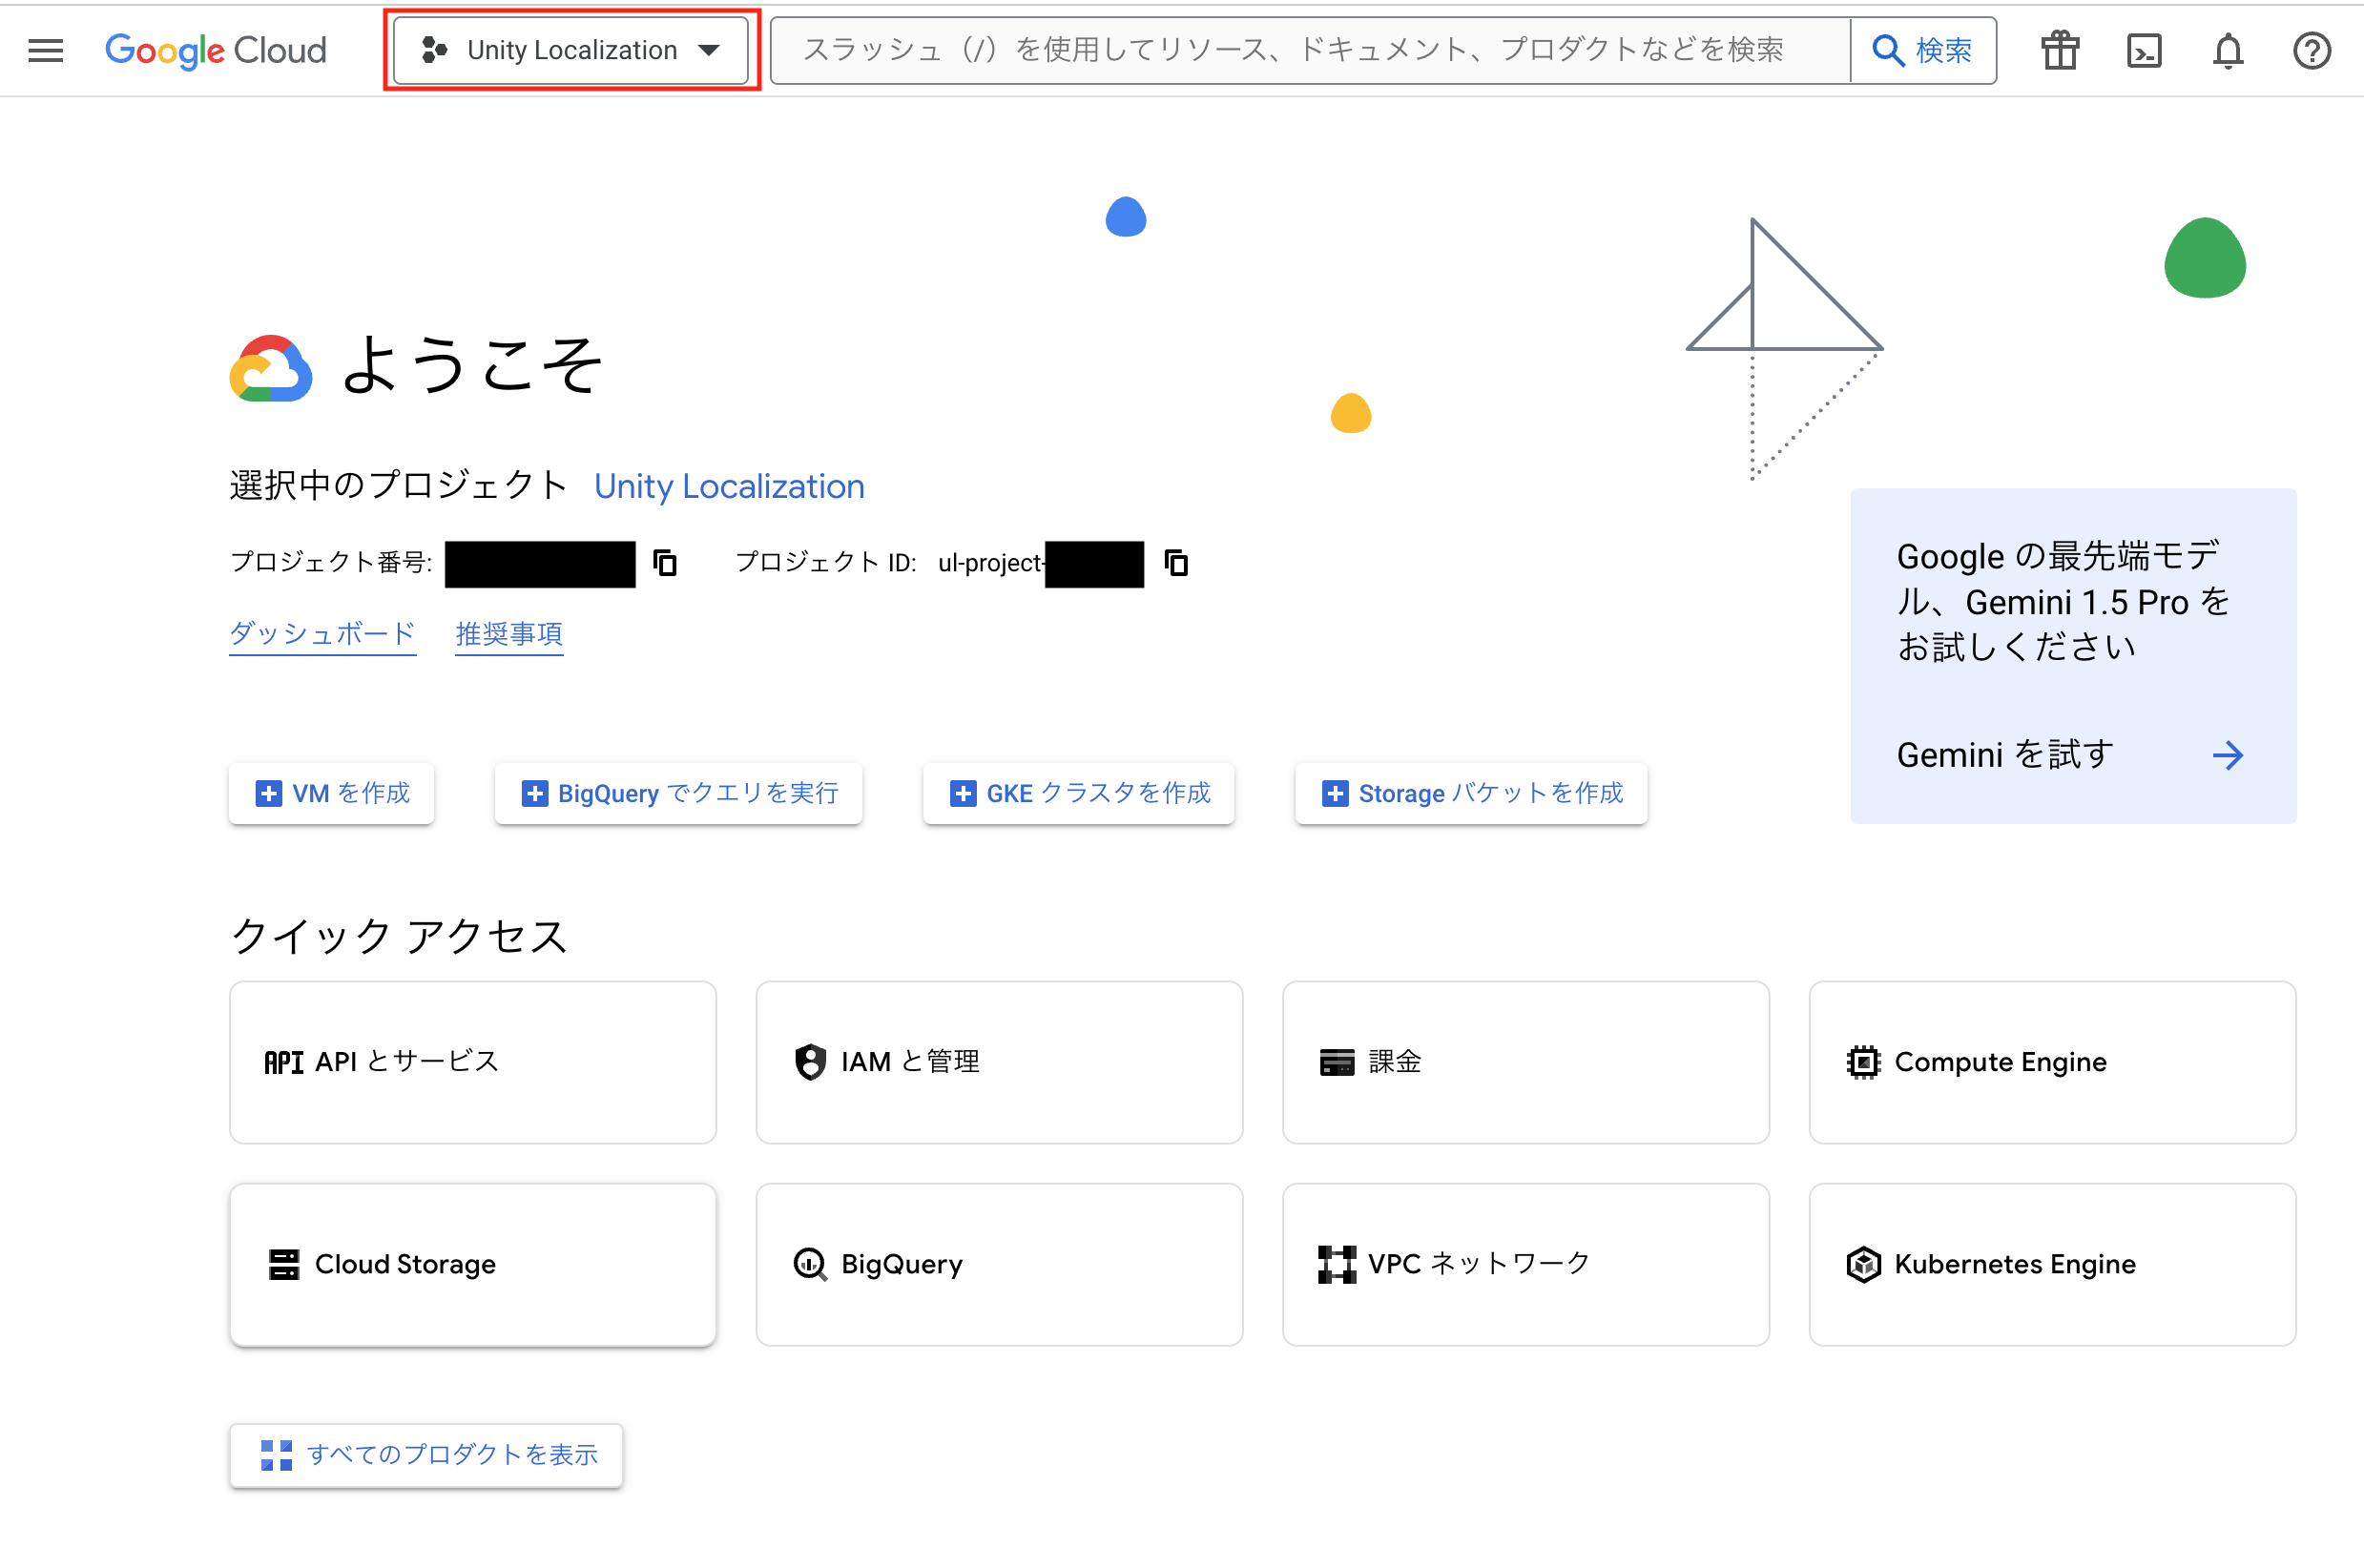 Google Cloud
Unity Localization
スラッシュ（/）を使用してリソース、ドキュメント、プロダクトなどを検索
検索
ようこそ
選択中のプロジェクト Unity Localization
プロジェクト番号:
プロジェクト ID: ul-project-
ダッシュボード 推奨事項
Google の最先端モデ
ル、Gemini 1.5 Pro を
お試しください
Gemini を試す
VM を作成
BigQuery でクエリを実行
GKE クラスタを作成
Storage バケットを作成
クイック アクセス
API API とサービス
IAM と管理
課金
Compute Engine
Cloud Storage
BigQuery
VPC ネットワーク
Kubernetes Engine
すべてのプロダクトを表示